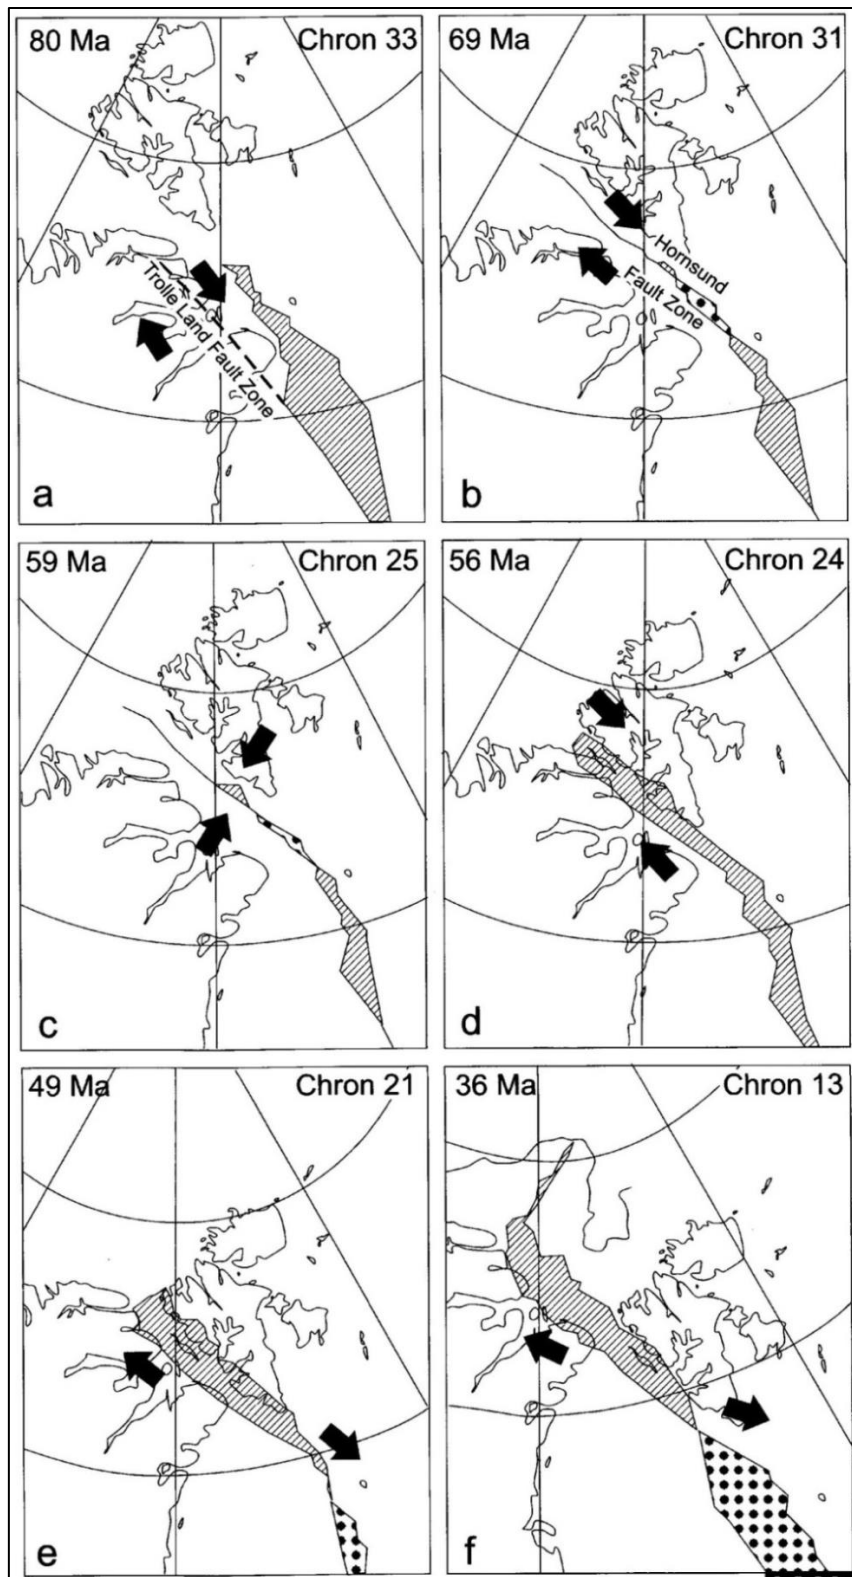 80 Ma Chron 33
Trolle Land Fault Zone
a
69 Ma Chron 31
Hornsund
Fault Zone
b
59 Ma Chron 25
c
56 Ma Chron 24
d
49 Ma Chron 21
e
36 Ma Chron 13
f